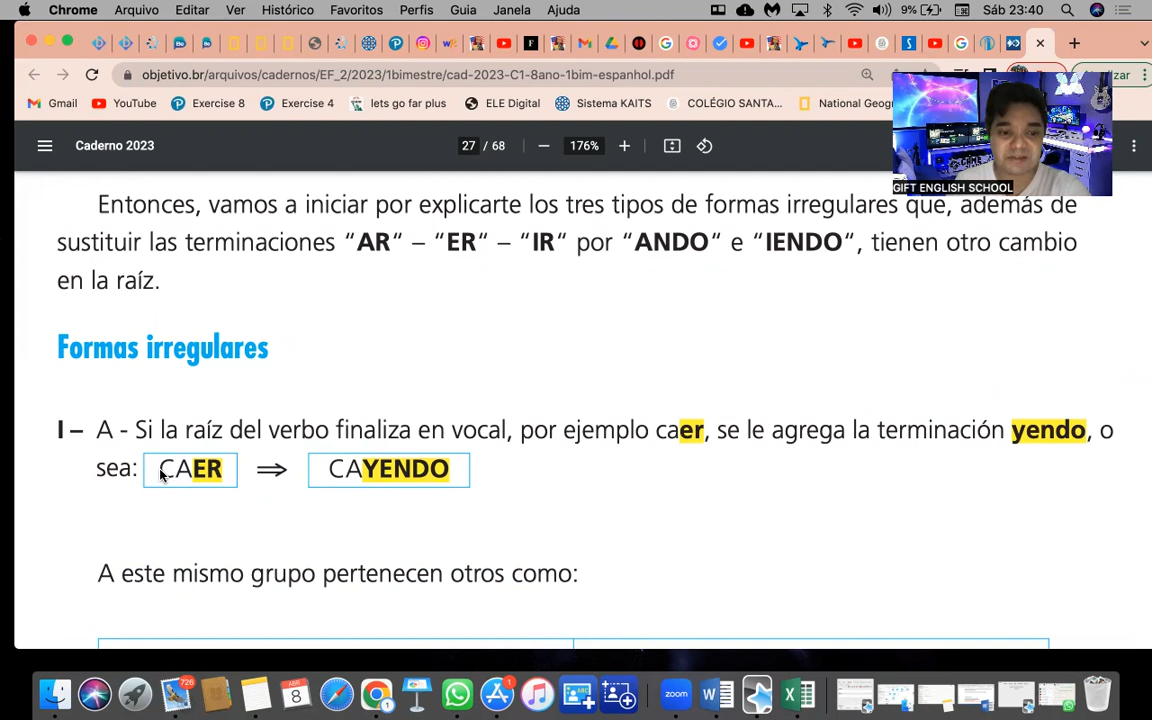 Chrome Arquivo Editar Ver Histórico Favoritos Perfis Guia Janela Ajuda 9% Sáb 23:40
objetivo.br/arquivos/cadernos/EF_2/2023/1bimestre/cad-2023-C1-8ano-1bim-espanhol.pdf
Gmail YouTube Exercise 8 Exercise 4 lets go far plus ELE Digital Sistema KAITS COLÉGIO SANTA... National Geogr
Caderno 2023 27 / 68 − 176% +
GIFT ENGLISH SCHOOL
Entonces, vamos a iniciar por explicarte los tres tipos de formas irregulares que, además de
sustituir las terminaciones “AR“ – “ER“ – “IR“ por “ANDO“ e “IENDO“, tienen otro cambio
en la raíz.
Formas irregulares
I – A - Si la raíz del verbo finaliza en vocal, por ejemplo caer, se le agrega la terminación yendo, o
sea: CAER ⇒ CAYENDO
A este mismo grupo pertenecen otros como:
726 ABR 8 1 zoom